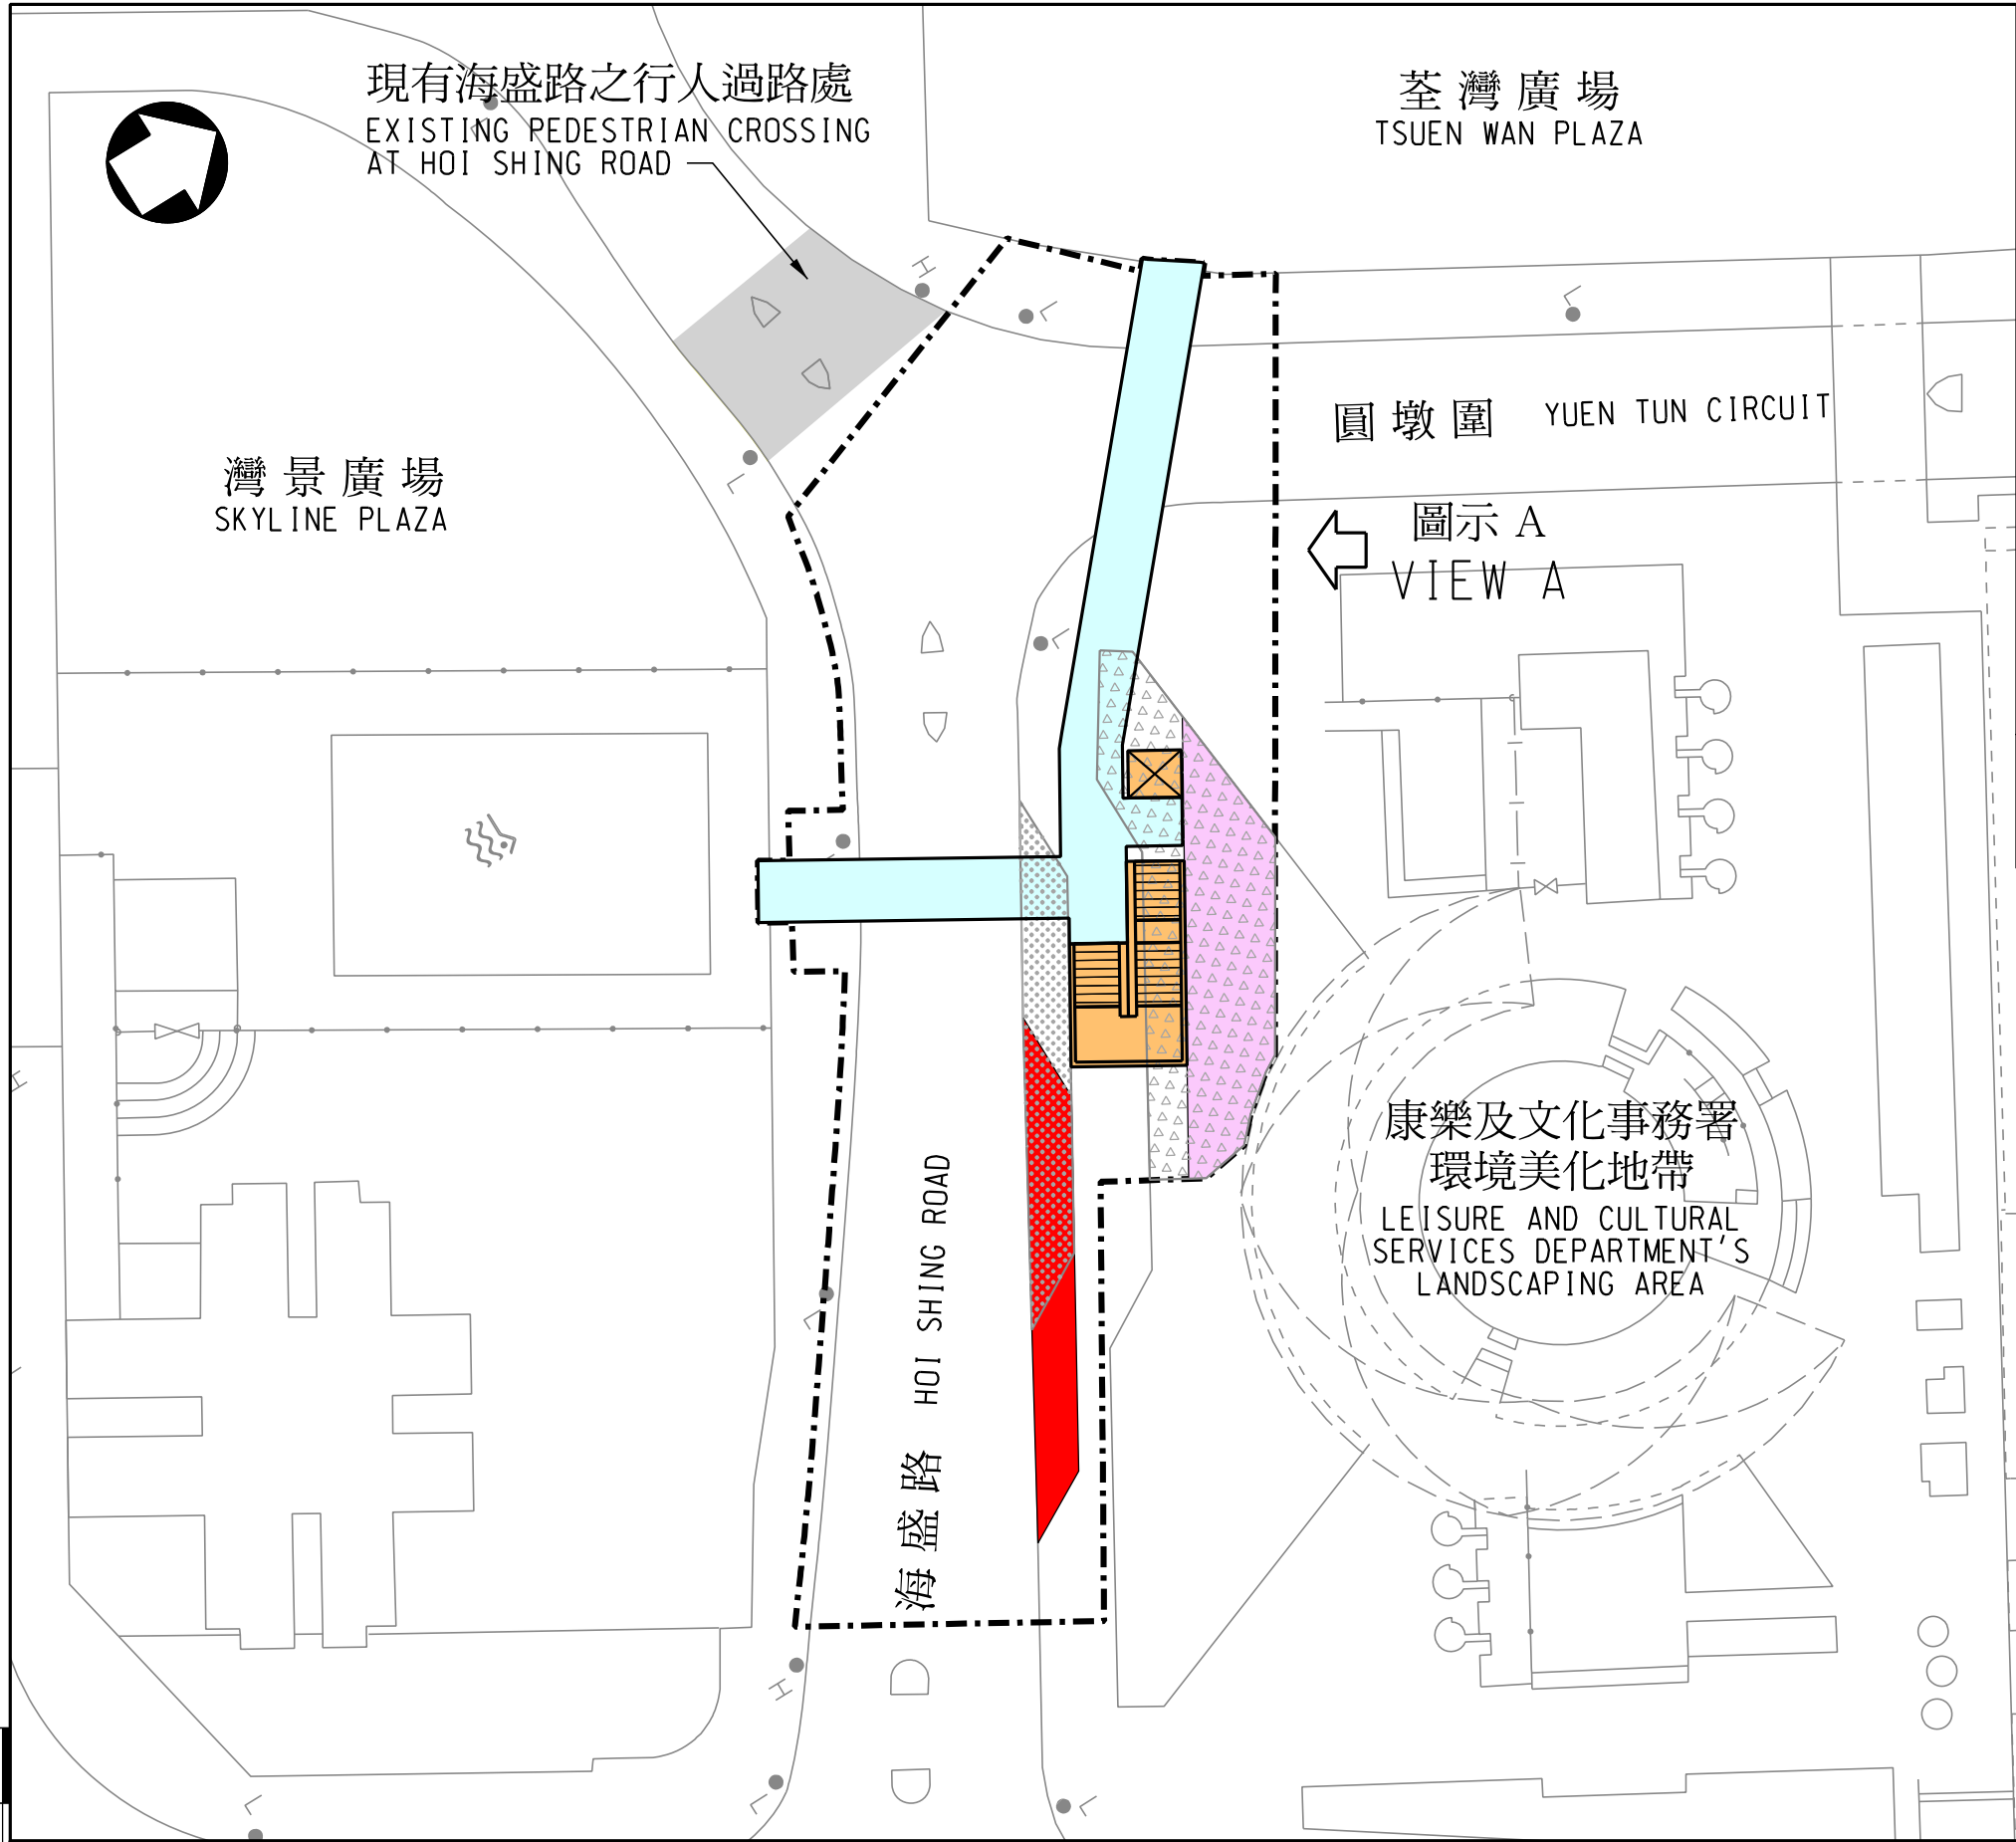 現有海盛路之行人過路處
EXISTING PEDESTRIAN CROSSING
AT HOI SHING ROAD
荃灣廣場
TSUEN WAN PLAZA
圓墩圍 YUEN TUN CIRCUIT
灣景廣場
SKYLINE PLAZA
圖示 A
VIEW A
康樂及文化事務署
環境美化地帶
LEISURE AND CULTURAL
SERVICES DEPARTMENT'S
LANDSCAPING AREA
海盛路 HOI SHING ROAD